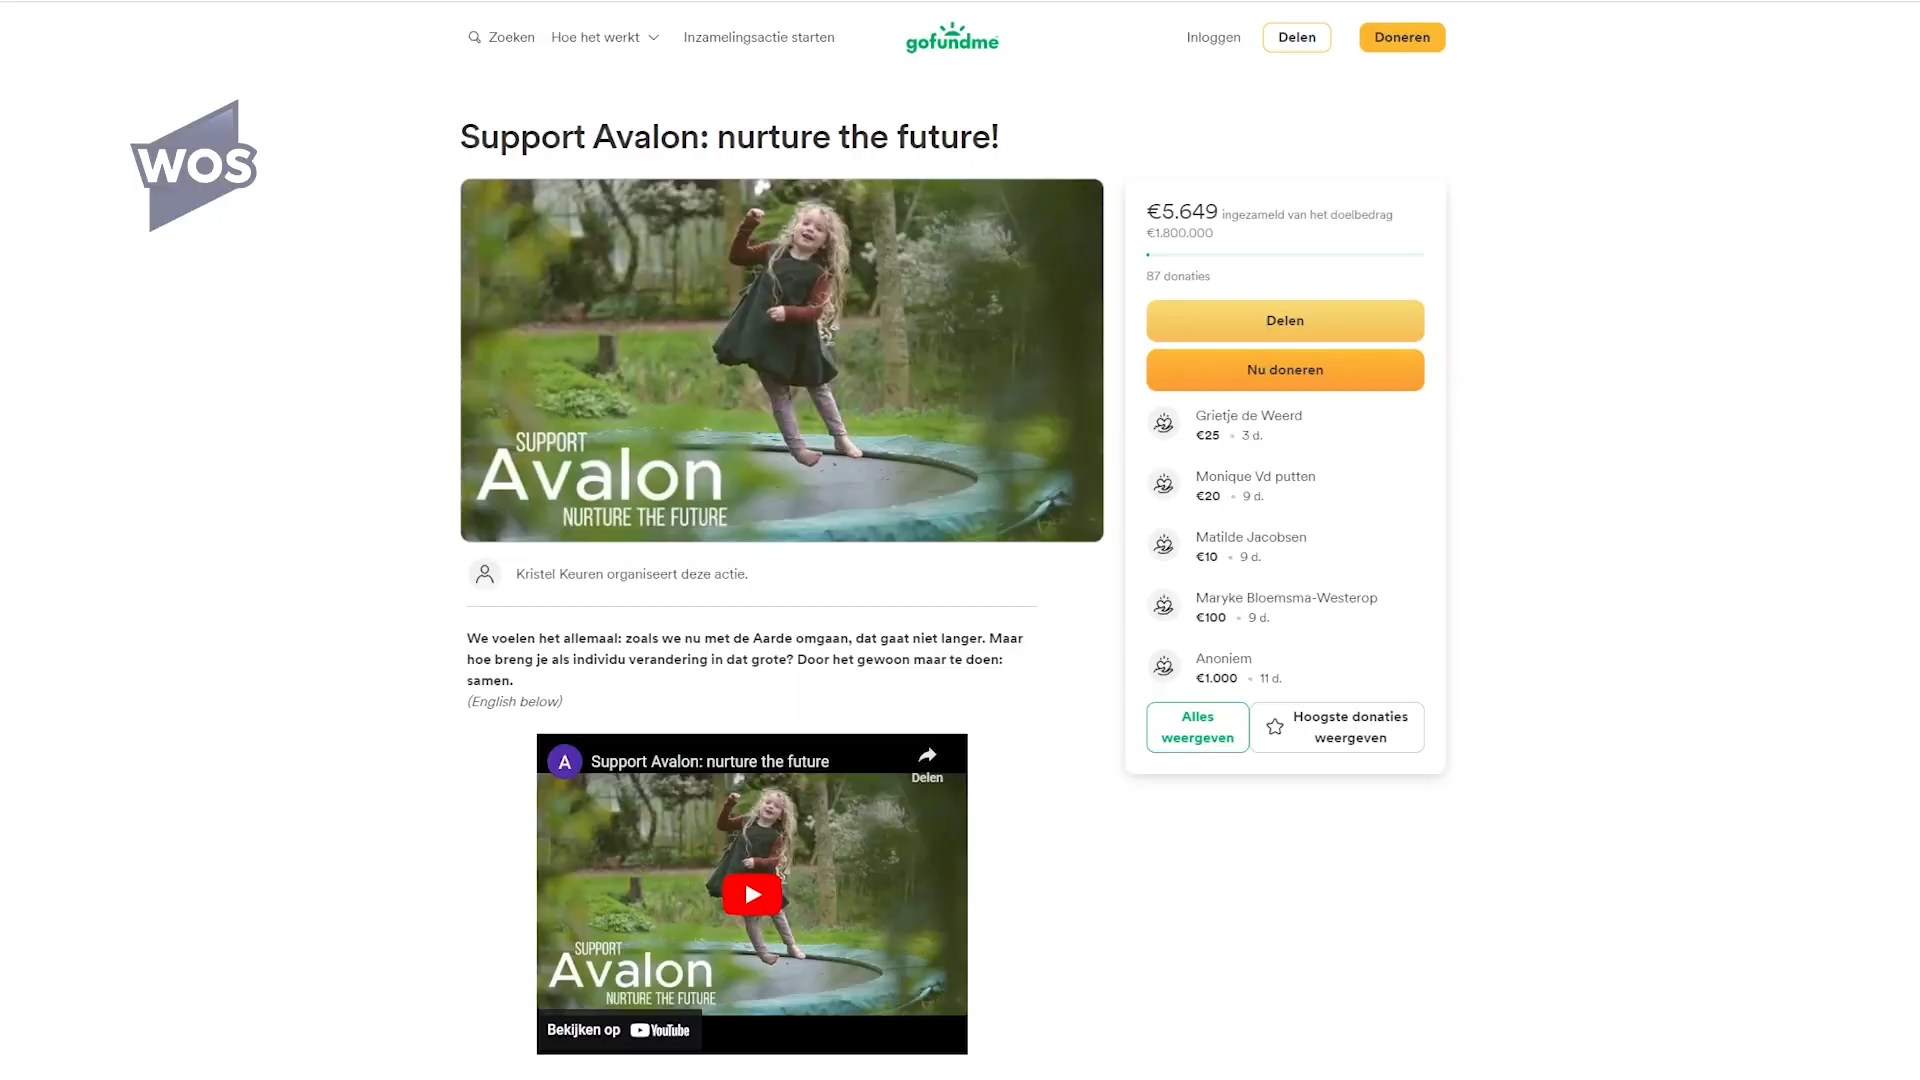 Zoeken Hoe het werkt Inzamelingsactie starten gofundme Inloggen Delen Doneren
WOS
Support Avalon: nurture the future!
SUPPORT
Avalon
NURTURE THE FUTURE
Kristel Keuren organiseert deze actie.
We voelen het allemaal: zoals we nu met de Aarde omgaan, dat gaat niet langer. Maar
hoe breng je als individu verandering in dat grote? Door het gewoon maar te doen:
samen.
(English below)
A Support Avalon: nurture the future
Delen
SUPPORT
Avalon
NURTURE THE FUTURE
Bekijken op YouTube
€5.649 ingezameld van het doelbedrag
€1.800.000
87 donaties
Delen
Nu doneren
Grietje de Weerd
€25 • 3 d.
Monique Vd putten
€20 • 9 d.
Matilde Jacobsen
€10 • 9 d.
Maryke Bloemsma-Westerop
€100 • 9 d.
Anoniem
€1.000 • 11 d.
Alles
weergeven
Hoogste donaties
weergeven